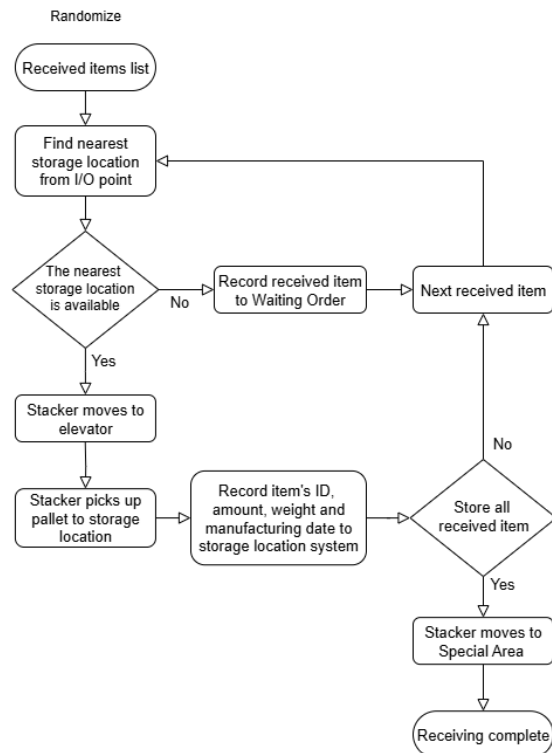 Randomize
Received items list
Find nearest
storage location
from I/O point
The nearest
storage location
is available
No
Record received item
to Waiting Order
Next received item
Yes
Stacker moves to
elevator
No
Stacker picks up
pallet to storage
location
Record item's ID,
amount, weight and
manufacturing date to
storage location system
Store all
received item
Yes
Stacker moves to
Special Area
Receiving complete